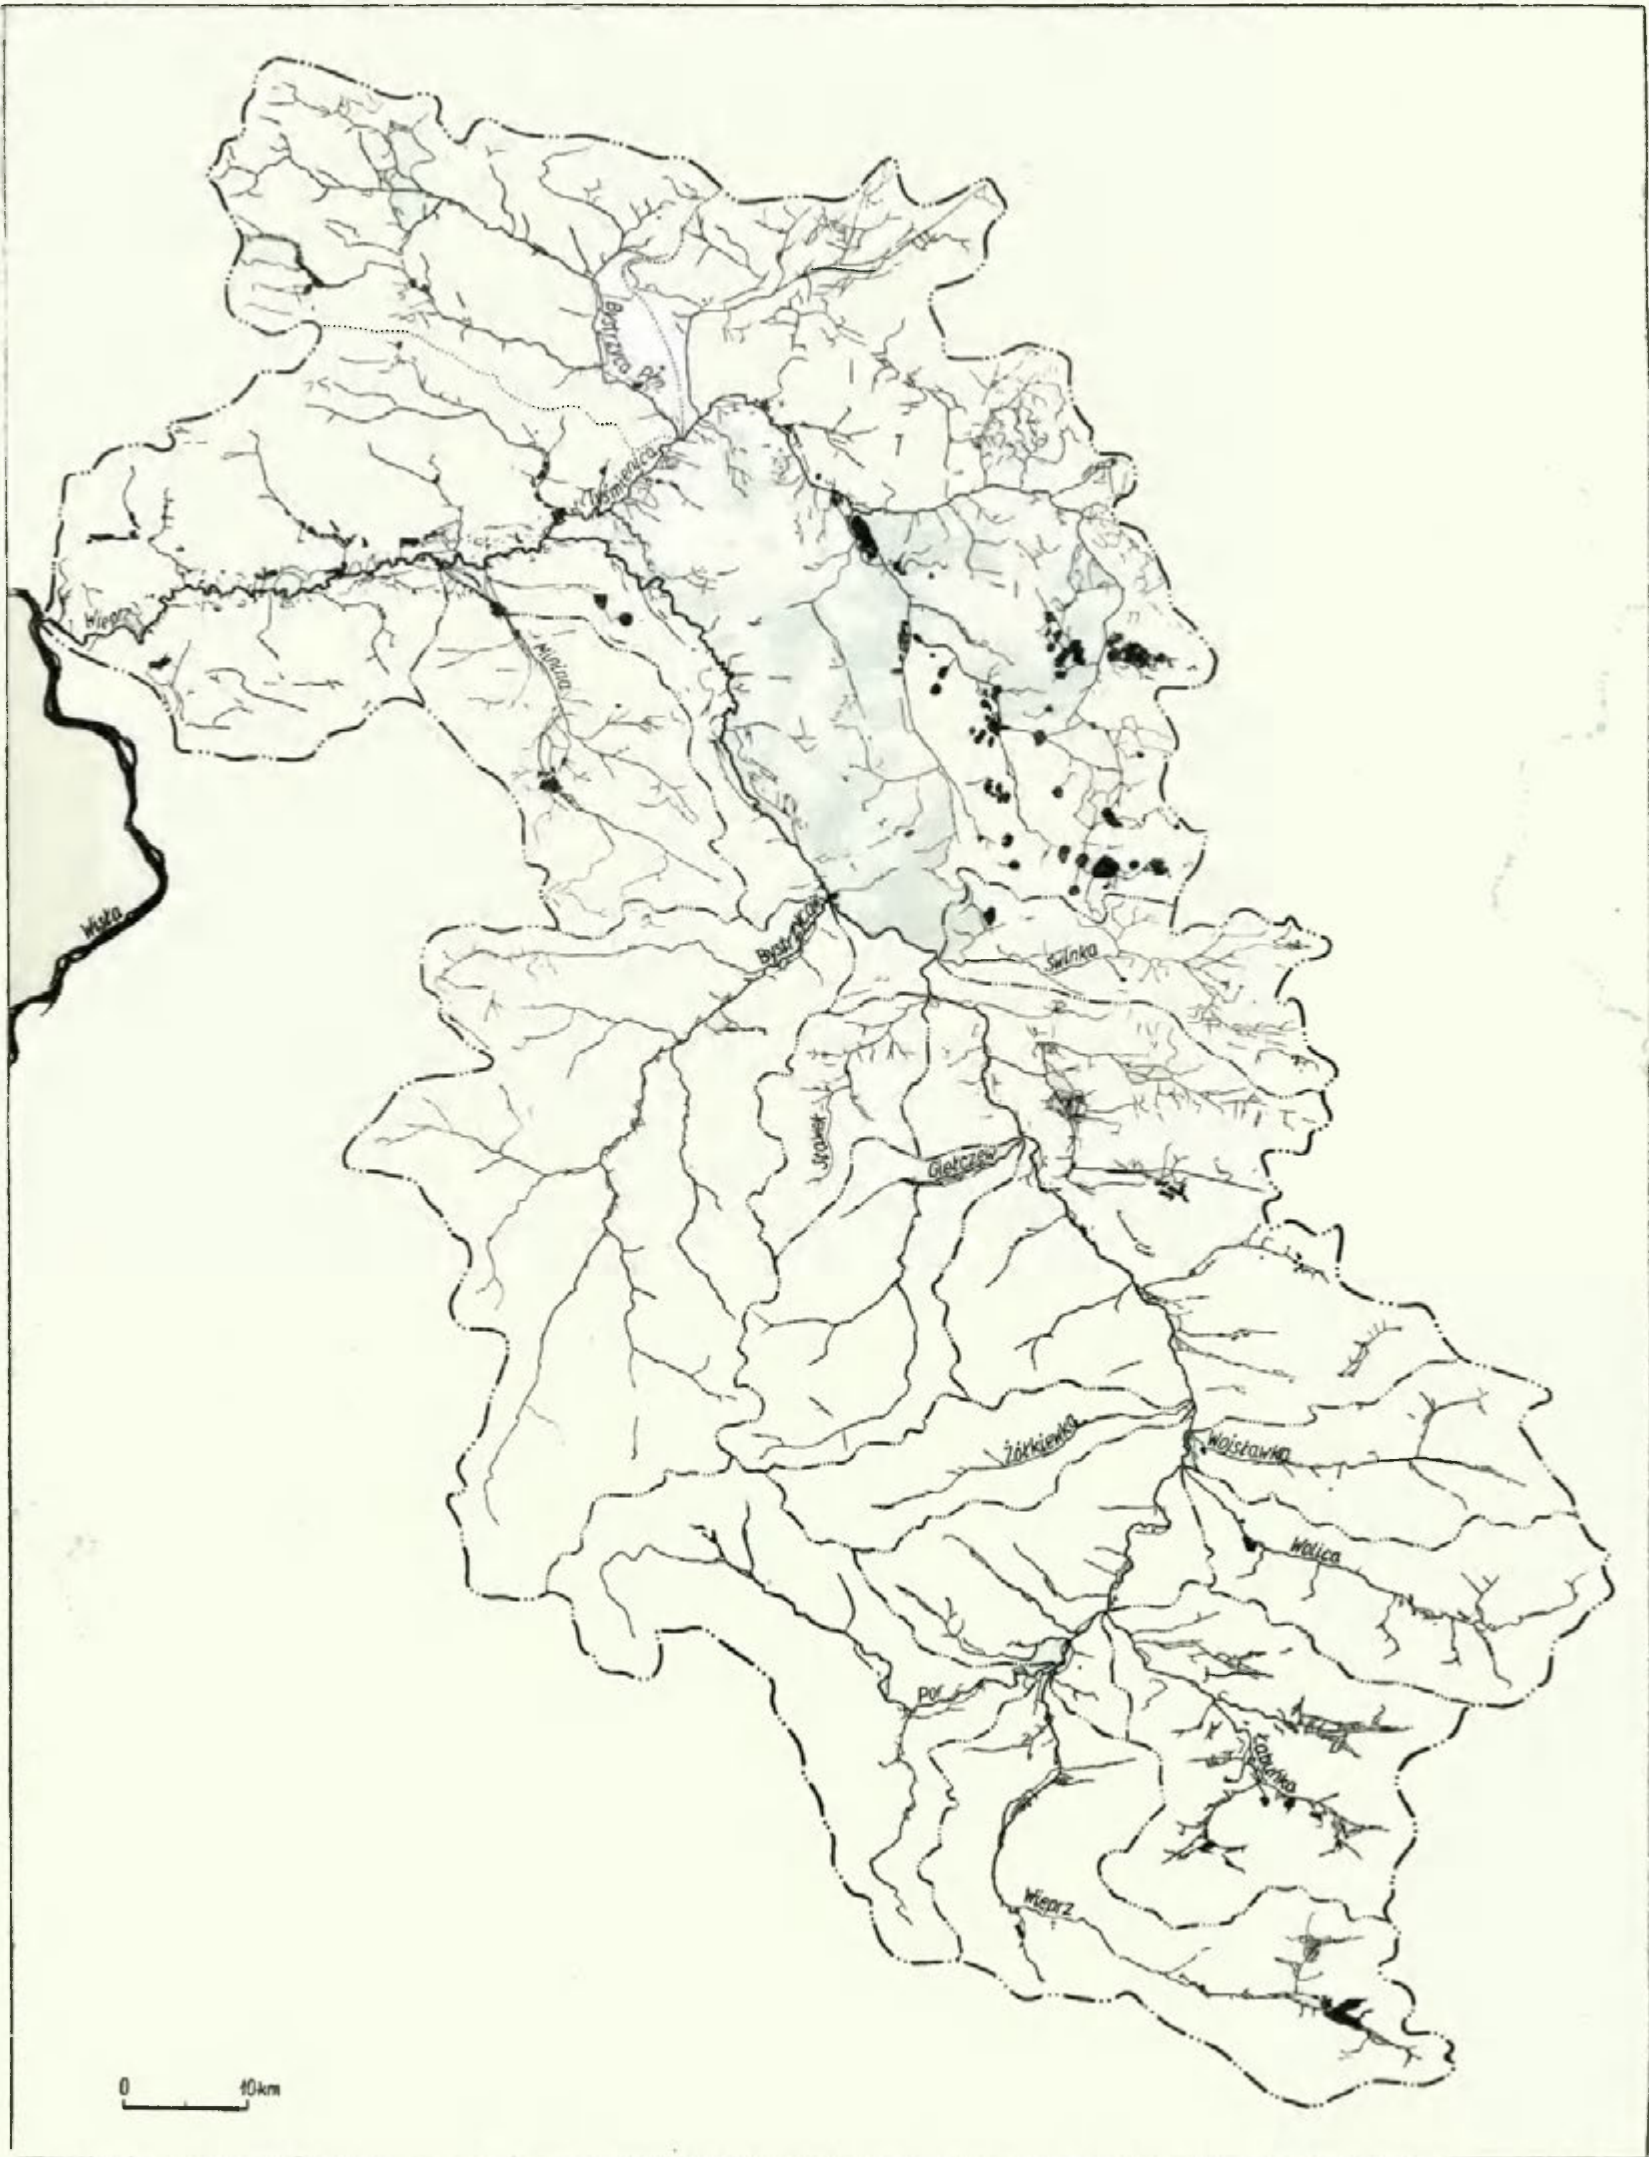 Bystrzyca Płn.
Tyśmienica
Wieprz
Minina
Wisła
Bystrzyca
Świnka
Stawek
Giełczew
Żółkiewka
Wojsławka
Wolica
Por
Łabuńka
Wieprz
0 10km